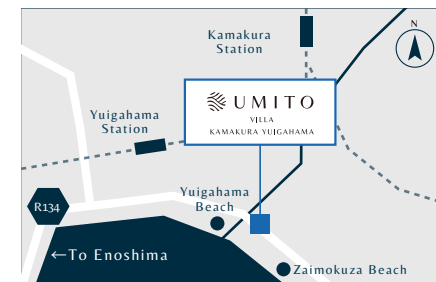 Kamakura
Station
N
UMITO
VILLA
KAMAKURA YUIGAHAMA
Yuigahama
Station
Yuigahama
Beach
R134
←To Enoshima
Zaimokuza Beach